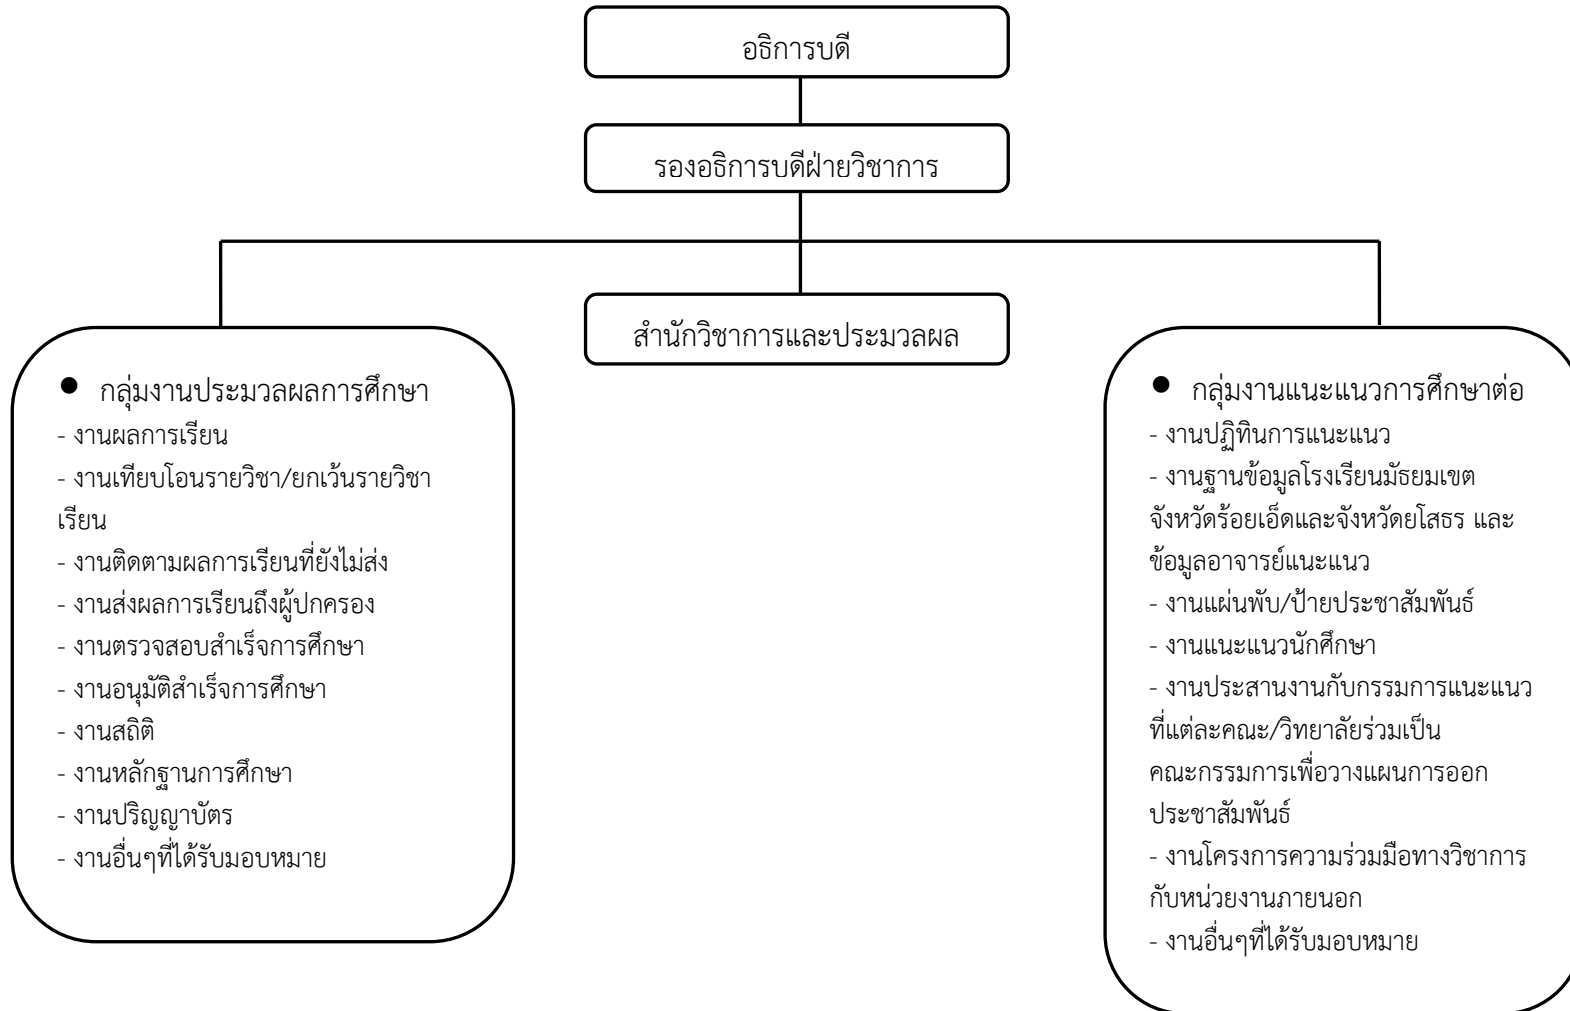 อธิการบดี
รองอธิการบดีฝ่ายวิชาการ
สำนักวิชาการและประมวลผล
● กลุ่มงานประมวลผลการศึกษา
- งานผลการเรียน
- งานเทียบโอนรายวิชา/ยกเว้นรายวิชา
เรียน
- งานติดตามผลการเรียนที่ยังไม่ส่ง
- งานส่งผลการเรียนถึงผู้ปกครอง
- งานตรวจสอบสำเร็จการศึกษา
- งานอนุมัติสำเร็จการศึกษา
- งานสถิติ
- งานหลักฐานการศึกษา
- งานปริญญาบัตร
- งานอื่นๆที่ได้รับมอบหมาย
● กลุ่มงานแนะแนวการศึกษาต่อ
- งานปฏิทินการแนะแนว
- งานฐานข้อมูลโรงเรียนมัธยมเขต
จังหวัดร้อยเอ็ดและจังหวัดยโสธร และ
ข้อมูลอาจารย์แนะแนว
- งานแผ่นพับ/ป้ายประชาสัมพันธ์
- งานแนะแนวนักศึกษา
- งานประสานงานกับกรรมการแนะแนว
ที่แต่ละคณะ/วิทยาลัยร่วมเป็น
คณะกรรมการเพื่อวางแผนการออก
ประชาสัมพันธ์
- งานโครงการความร่วมมือทางวิชาการ
กับหน่วยงานภายนอก
- งานอื่นๆที่ได้รับมอบหมาย